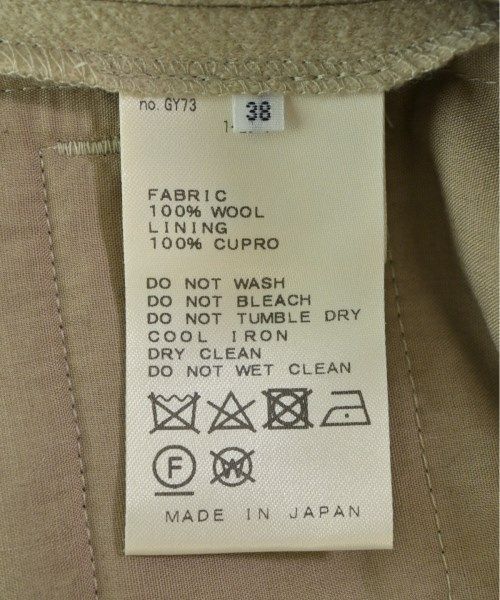 no. GY73
38
FABRIC
100% WOOL
LINING
100% CUPRO
DO NOT WASH
DO NOT BLEACH
DO NOT TUMBLE DRY
COOL IRON
DRY CLEAN
DO NOT WET CLEAN
F W
MADE IN JAPAN